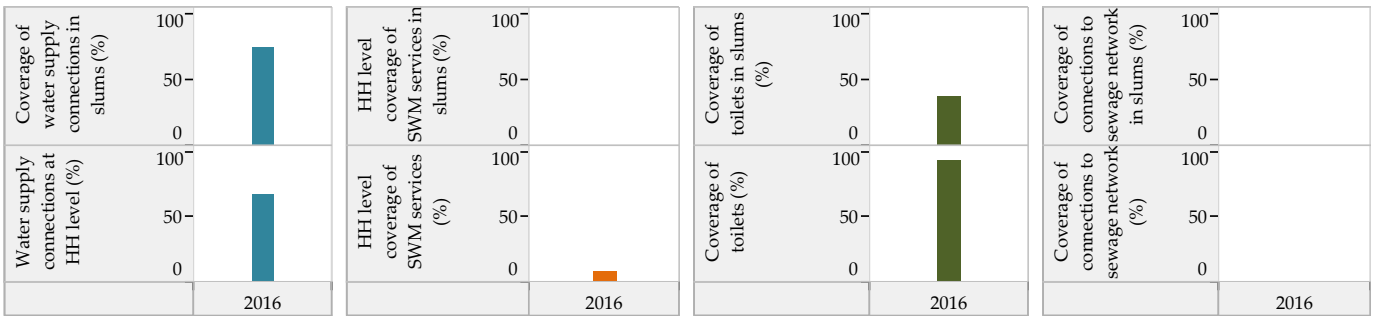 Coverage of
water supply
connections in
slums (%)
100
50
0
Water supply
connections at
HH level (%)
100
50
0
2016
HH level
coverage of
SWM services in
slums (%)
100
50
0
HH level
coverage of
SWM services
(%)
100
50
0
2016
Coverage of
toilets in slums
(%)
100
50
0
Coverage of
toilets (%)
100
50
0
2016
Coverage of
connections to
sewage network
in slums (%)
100
50
0
Coverage of
connections to
sewage network
(%)
100
50
0
2016